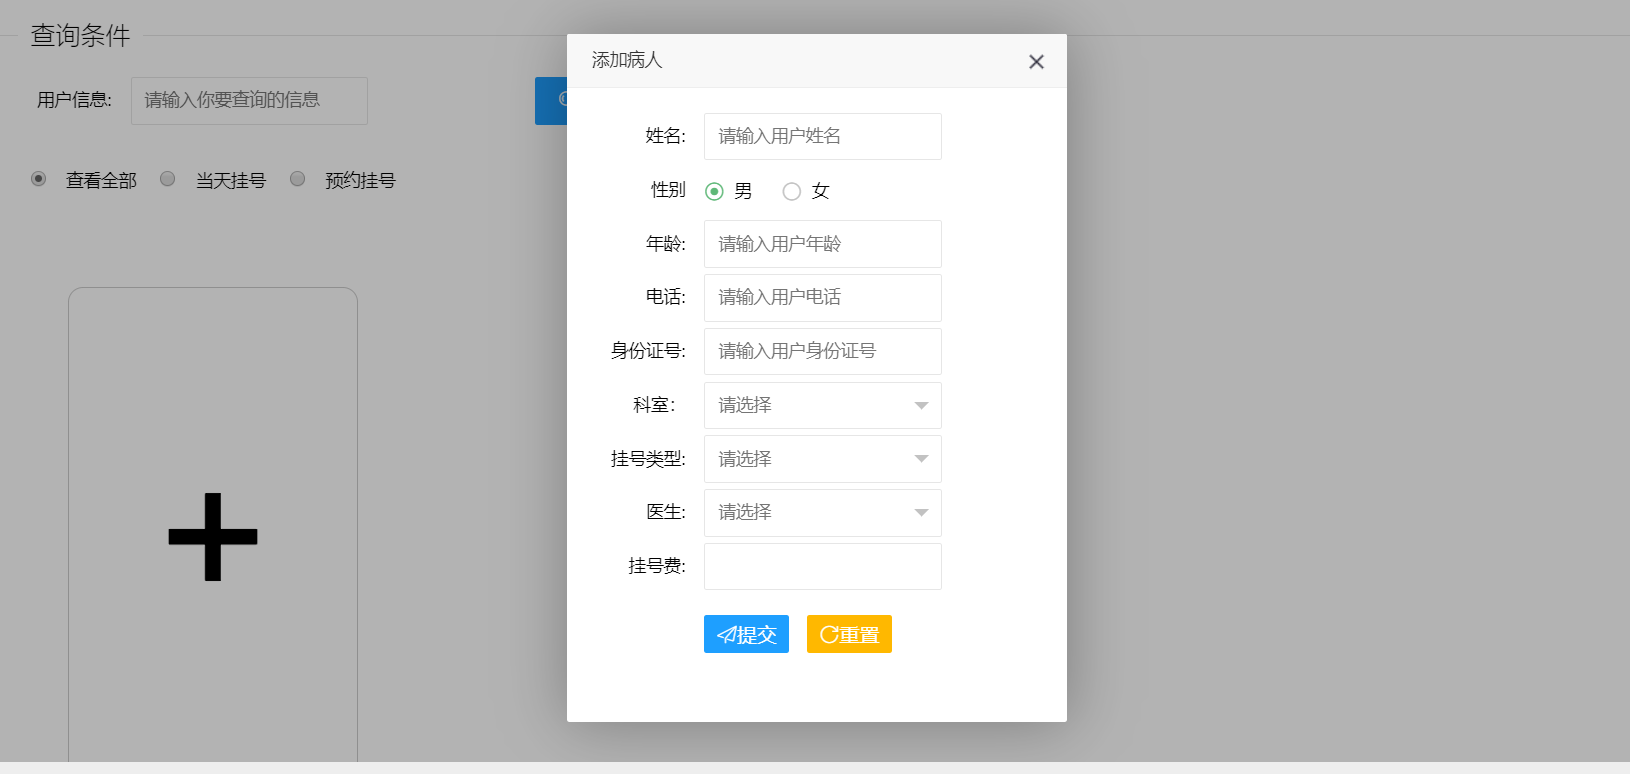 查询条件
用户信息: 请输入你要查询的信息
查看全部 当天挂号 预约挂号
添加病人
姓名: 请输入用户姓名
性别 男 女
年龄: 请输入用户年龄
电话: 请输入用户电话
身份证号: 请输入用户身份证号
科室： 请选择
挂号类型: 请选择
医生: 请选择
挂号费:
提交 重置